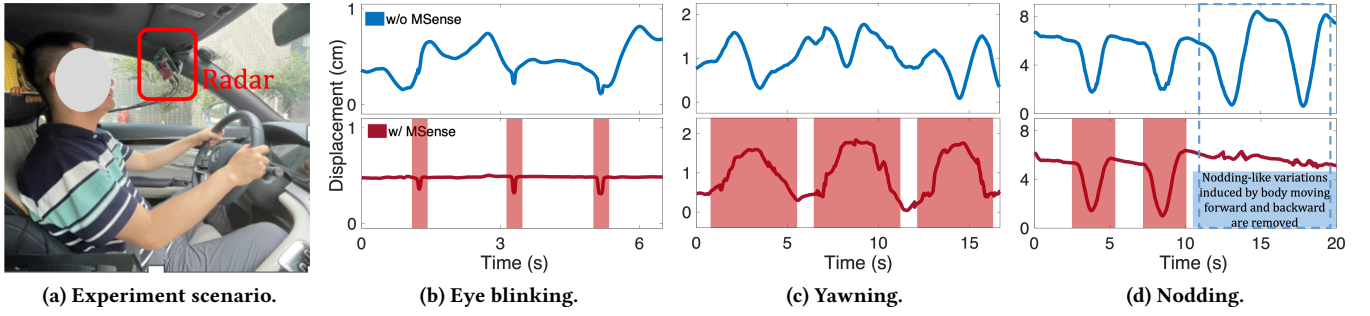 Radar
(a) Experiment scenario.
Displacement (cm)
w/o MSense
1
0
w/ MSense
1
0
0
3
6
Time (s)
(b) Eye blinking.
2
1
0
2
1
0
0
5
10
15
Time (s)
(c) Yawning.
8
4
0
8
4
0
Nodding-like variations
induced by body moving
forward and backward
are removed
0
5
10
15
20
Time (s)
(d) Nodding.